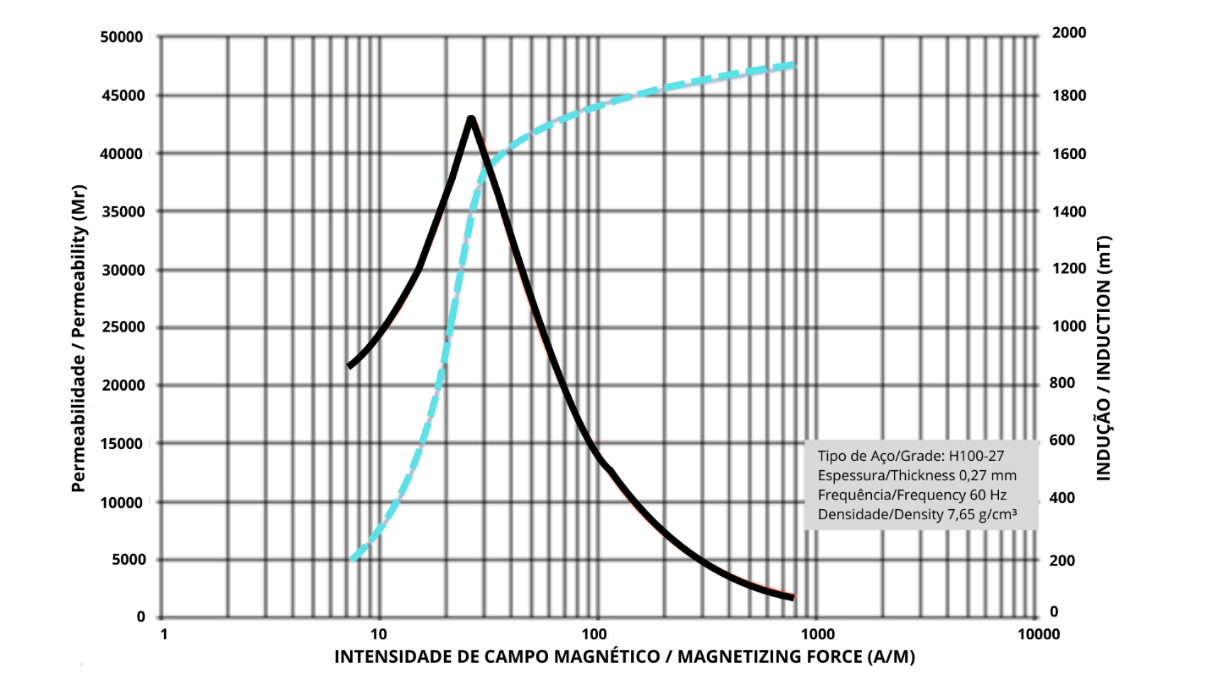 50000
45000
40000
35000
30000
25000
20000
15000
10000
5000
0
Permeabilidade / Permeability (Mr)
2000
1800
1600
1400
1200
1000
800
600
400
200
0
INDUÇÃO / INDUCTION (mT)
Tipo de Aço/Grade: H100-27
Espessura/Thickness 0,27 mm
Frequência/Frequency 60 Hz
Densidade/Density 7,65 g/cm³
1 10 100 1000 10000
INTENSIDADE DE CAMPO MAGNÉTICO / MAGNETIZING FORCE (A/M)